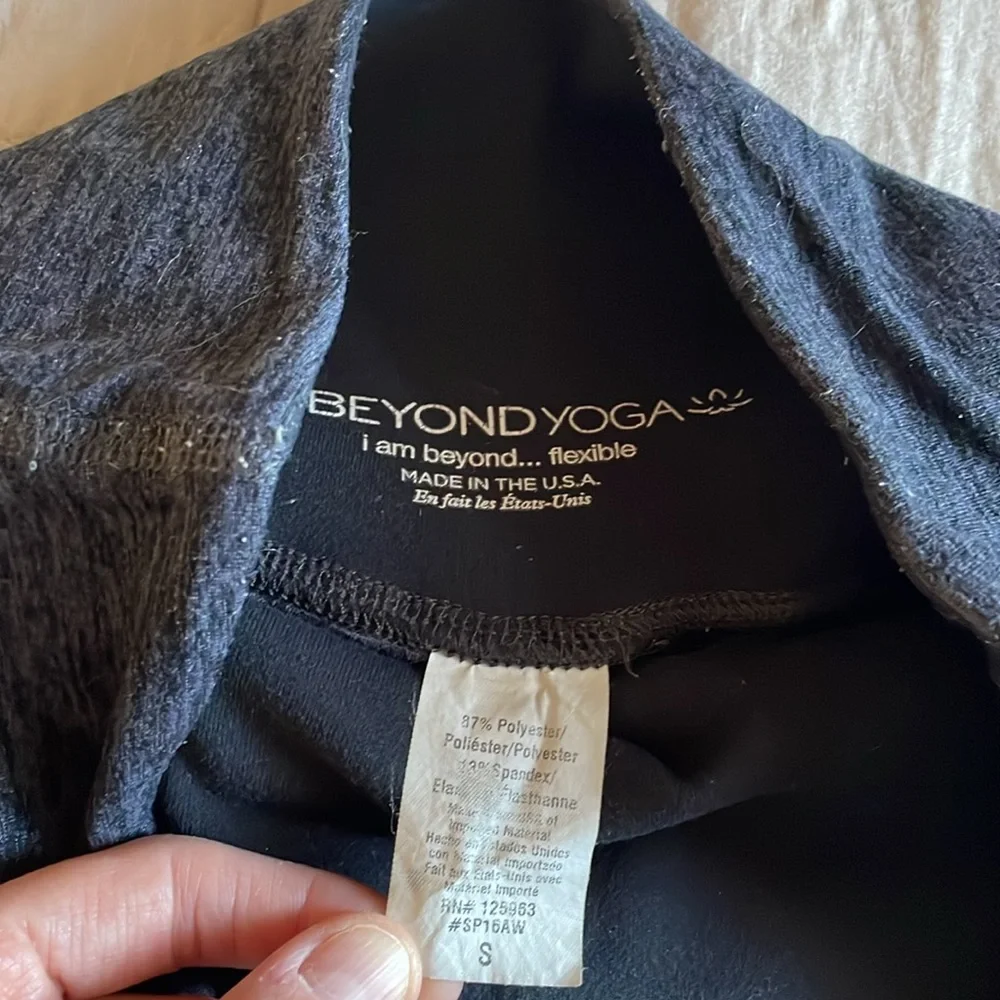 BEYOND YOGA
i am beyond... flexible
MADE IN THE U.S.A.
En fait les États-Unis
87% Polyester/
Poliéster/Polyester
13% Spandex/
Elasthanne
of
Imported Material
Hecho en Estados Unidos
con Material Importado
Fait aux États-Unis avec
Matériel Importé
RN# 125963
#SP16AW
S